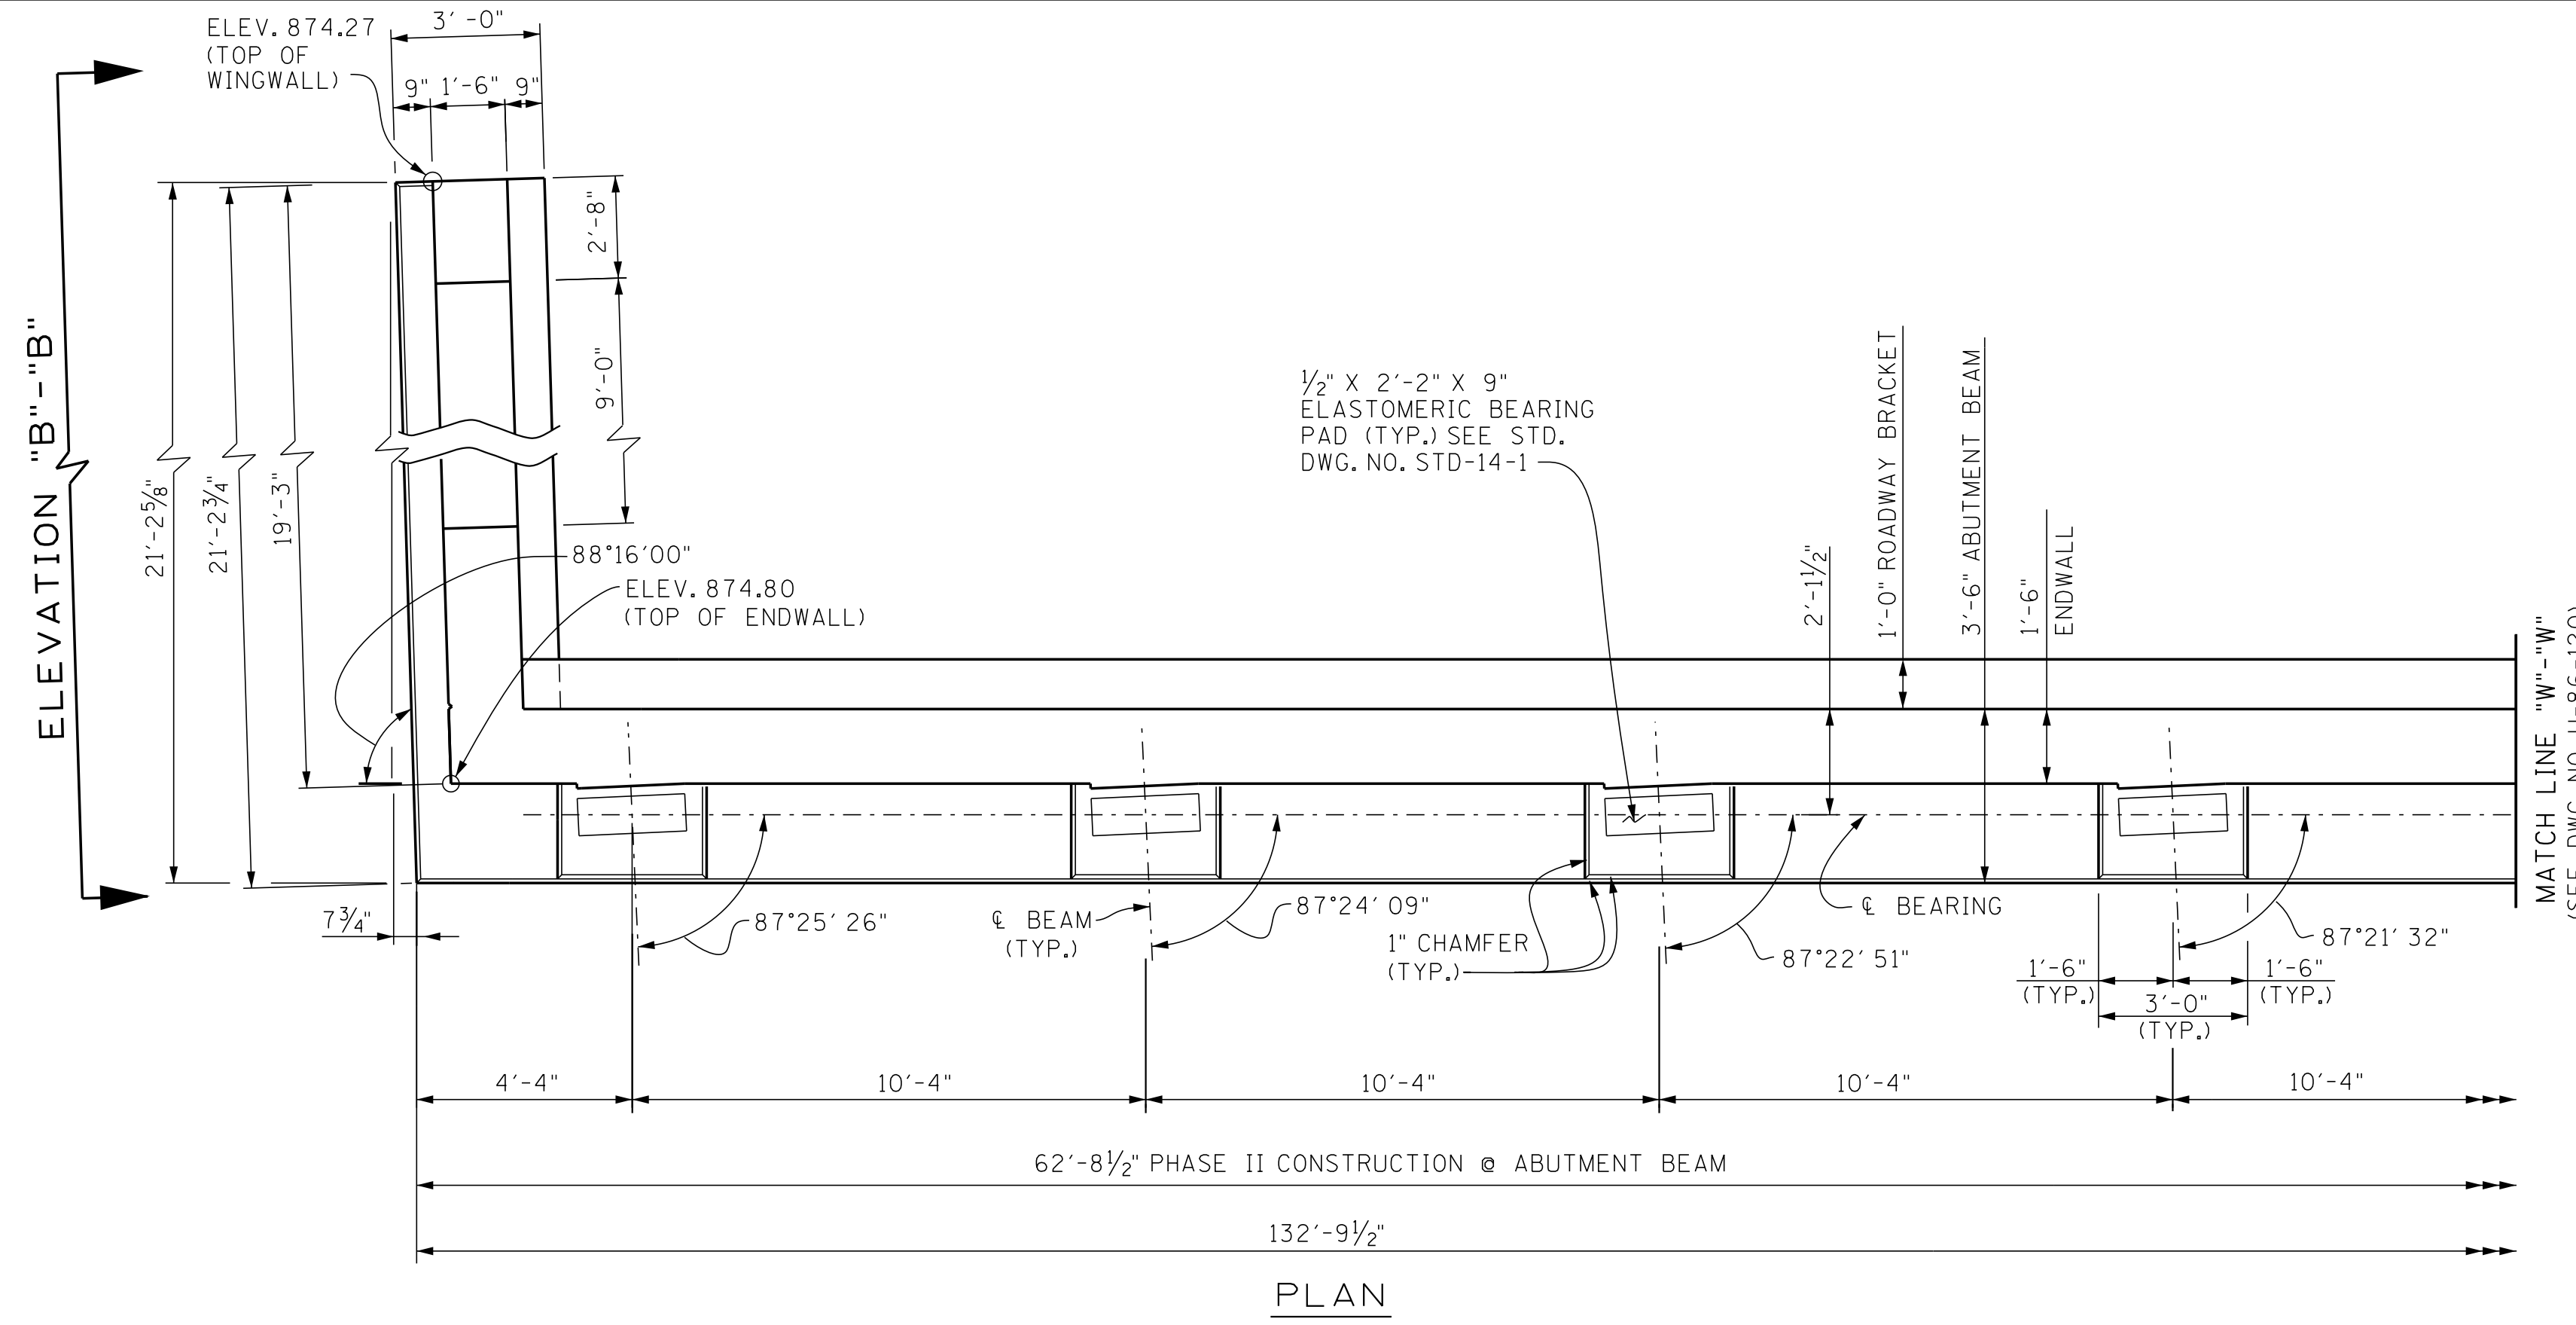 ELEV. 874.27
(TOP OF
WINGWALL)
3'-0"
9" 1'-6" 9"
2'-8"
9'-0"
ELEVATION "B"-"B"
21'-2⅝"
21'-2¾"
19'-3"
88°16'00"
ELEV. 874.80
(TOP OF ENDWALL)
½" X 2'-2" X 9"
ELASTOMERIC BEARING
PAD (TYP.) SEE STD.
DWG. NO. STD-14-1
2'-1½"
1'-0" ROADWAY BRACKET
3'-6" ABUTMENT BEAM
1'-6"
ENDWALL
MATCH LINE "W"-"W"
7¾"
87°25'26"
℄ BEAM
(TYP.)
87°24'09"
1" CHAMFER
(TYP.)
87°22'51"
℄ BEARING
87°21'32"
1'-6"
(TYP.)
3'-0"
(TYP.)
1'-6"
(TYP.)
4'-4" 10'-4" 10'-4" 10'-4" 10'-4"
62'-8½" PHASE II CONSTRUCTION @ ABUTMENT BEAM
132'-9½"
PLAN